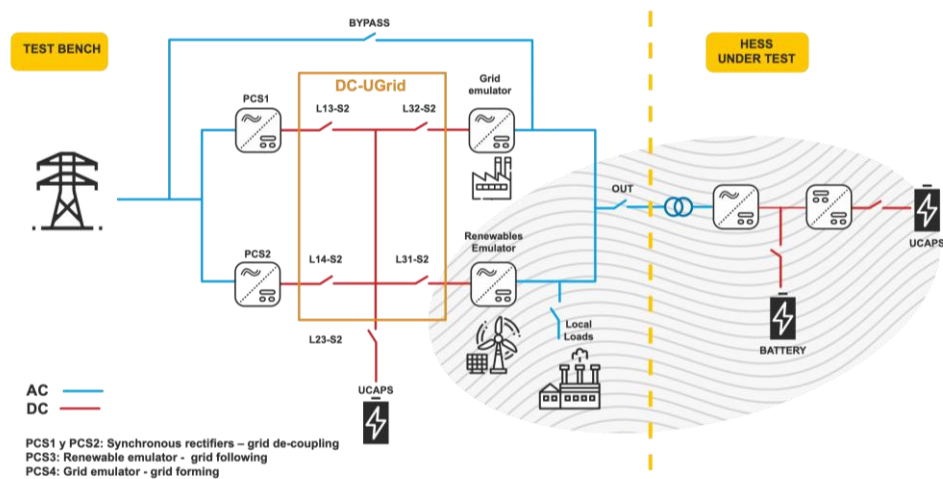 BYPASS
TEST BENCH
HESS
UNDER TEST
DC-UGrid
Grid
emulator
PCS1
L13-S2
L32-S2
OUT
UCAPS
Renewables
Emulator
PCS2
L14-S2
L31-S2
L23-S2
Local
Loads
BATTERY
UCAPS
AC
DC
PCS1 y PCS2: Synchronous rectifiers – grid de-coupling
PCS3: Renewable emulator - grid following
PCS4: Grid emulator - grid forming